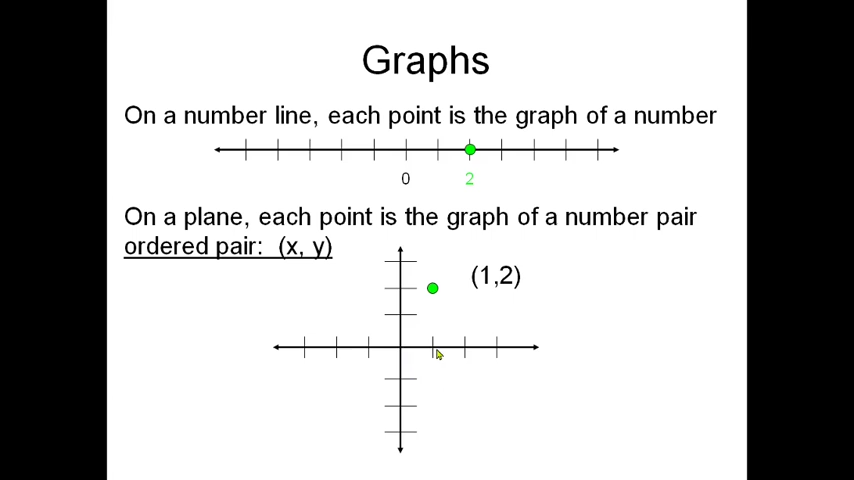 Graphs
On a number line, each point is the graph of a number
0 2
On a plane, each point is the graph of a number pair
ordered pair: (x, y)
(1,2)